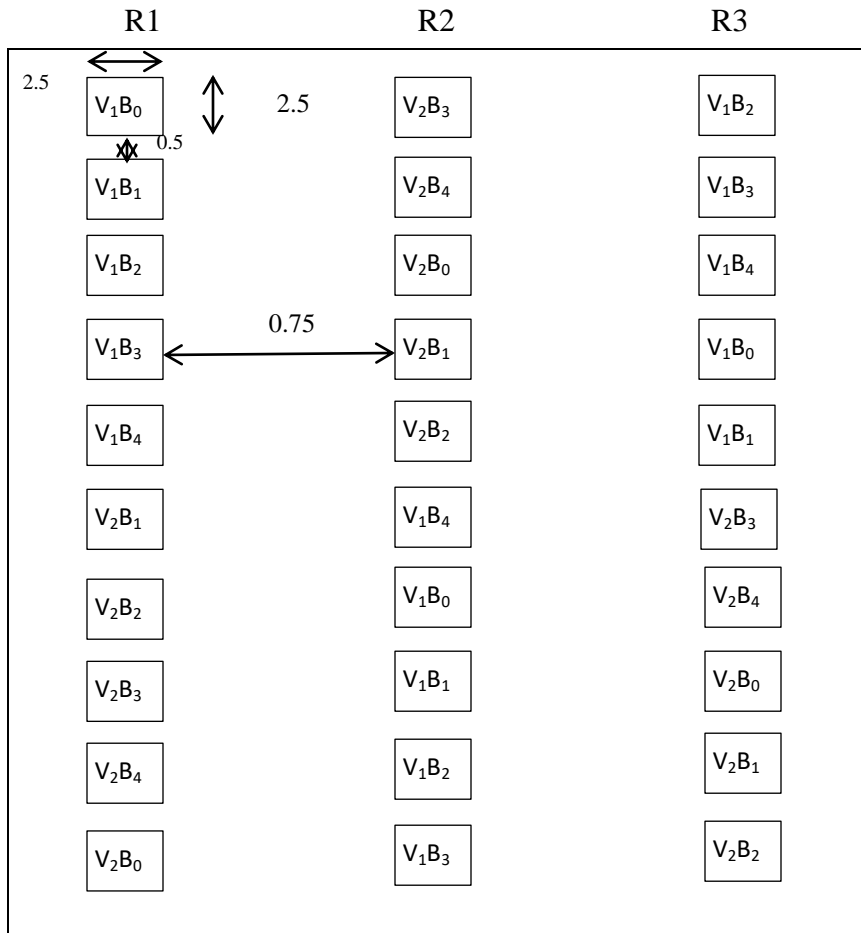 R1 R2 R3
2.5
V₁B₀ 2.5 V₂B₃ V₁B₂
0.5
V₁B₁ V₂B₄ V₁B₃
V₁B₂ V₂B₀ V₁B₄
0.75
V₁B₃ V₂B₁ V₁B₀
V₁B₄ V₂B₂ V₁B₁
V₂B₁ V₁B₄ V₂B₃
V₂B₂ V₁B₀ V₂B₄
V₂B₃ V₁B₁ V₂B₀
V₂B₄ V₁B₂ V₂B₁
V₂B₀ V₁B₃ V₂B₂